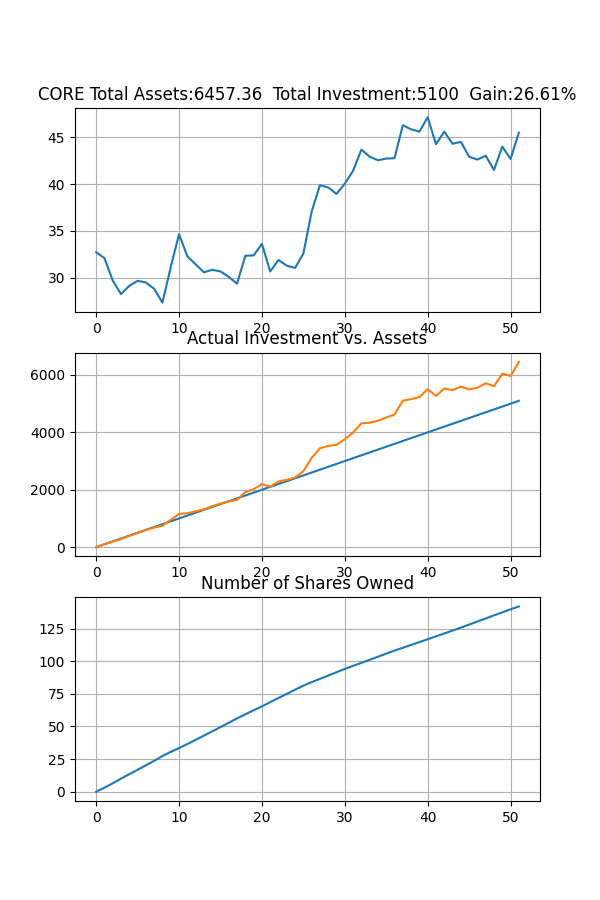 CORE Total Assets:6457.36  Total Investment:5100  Gain:26.61%
45
40
35
30
0 10 20 30 40 50
Actual Investment vs. Assets
6000
4000
2000
0
0 10 20 30 40 50
Number of Shares Owned
125
100
75
50
25
0
0 10 20 30 40 50